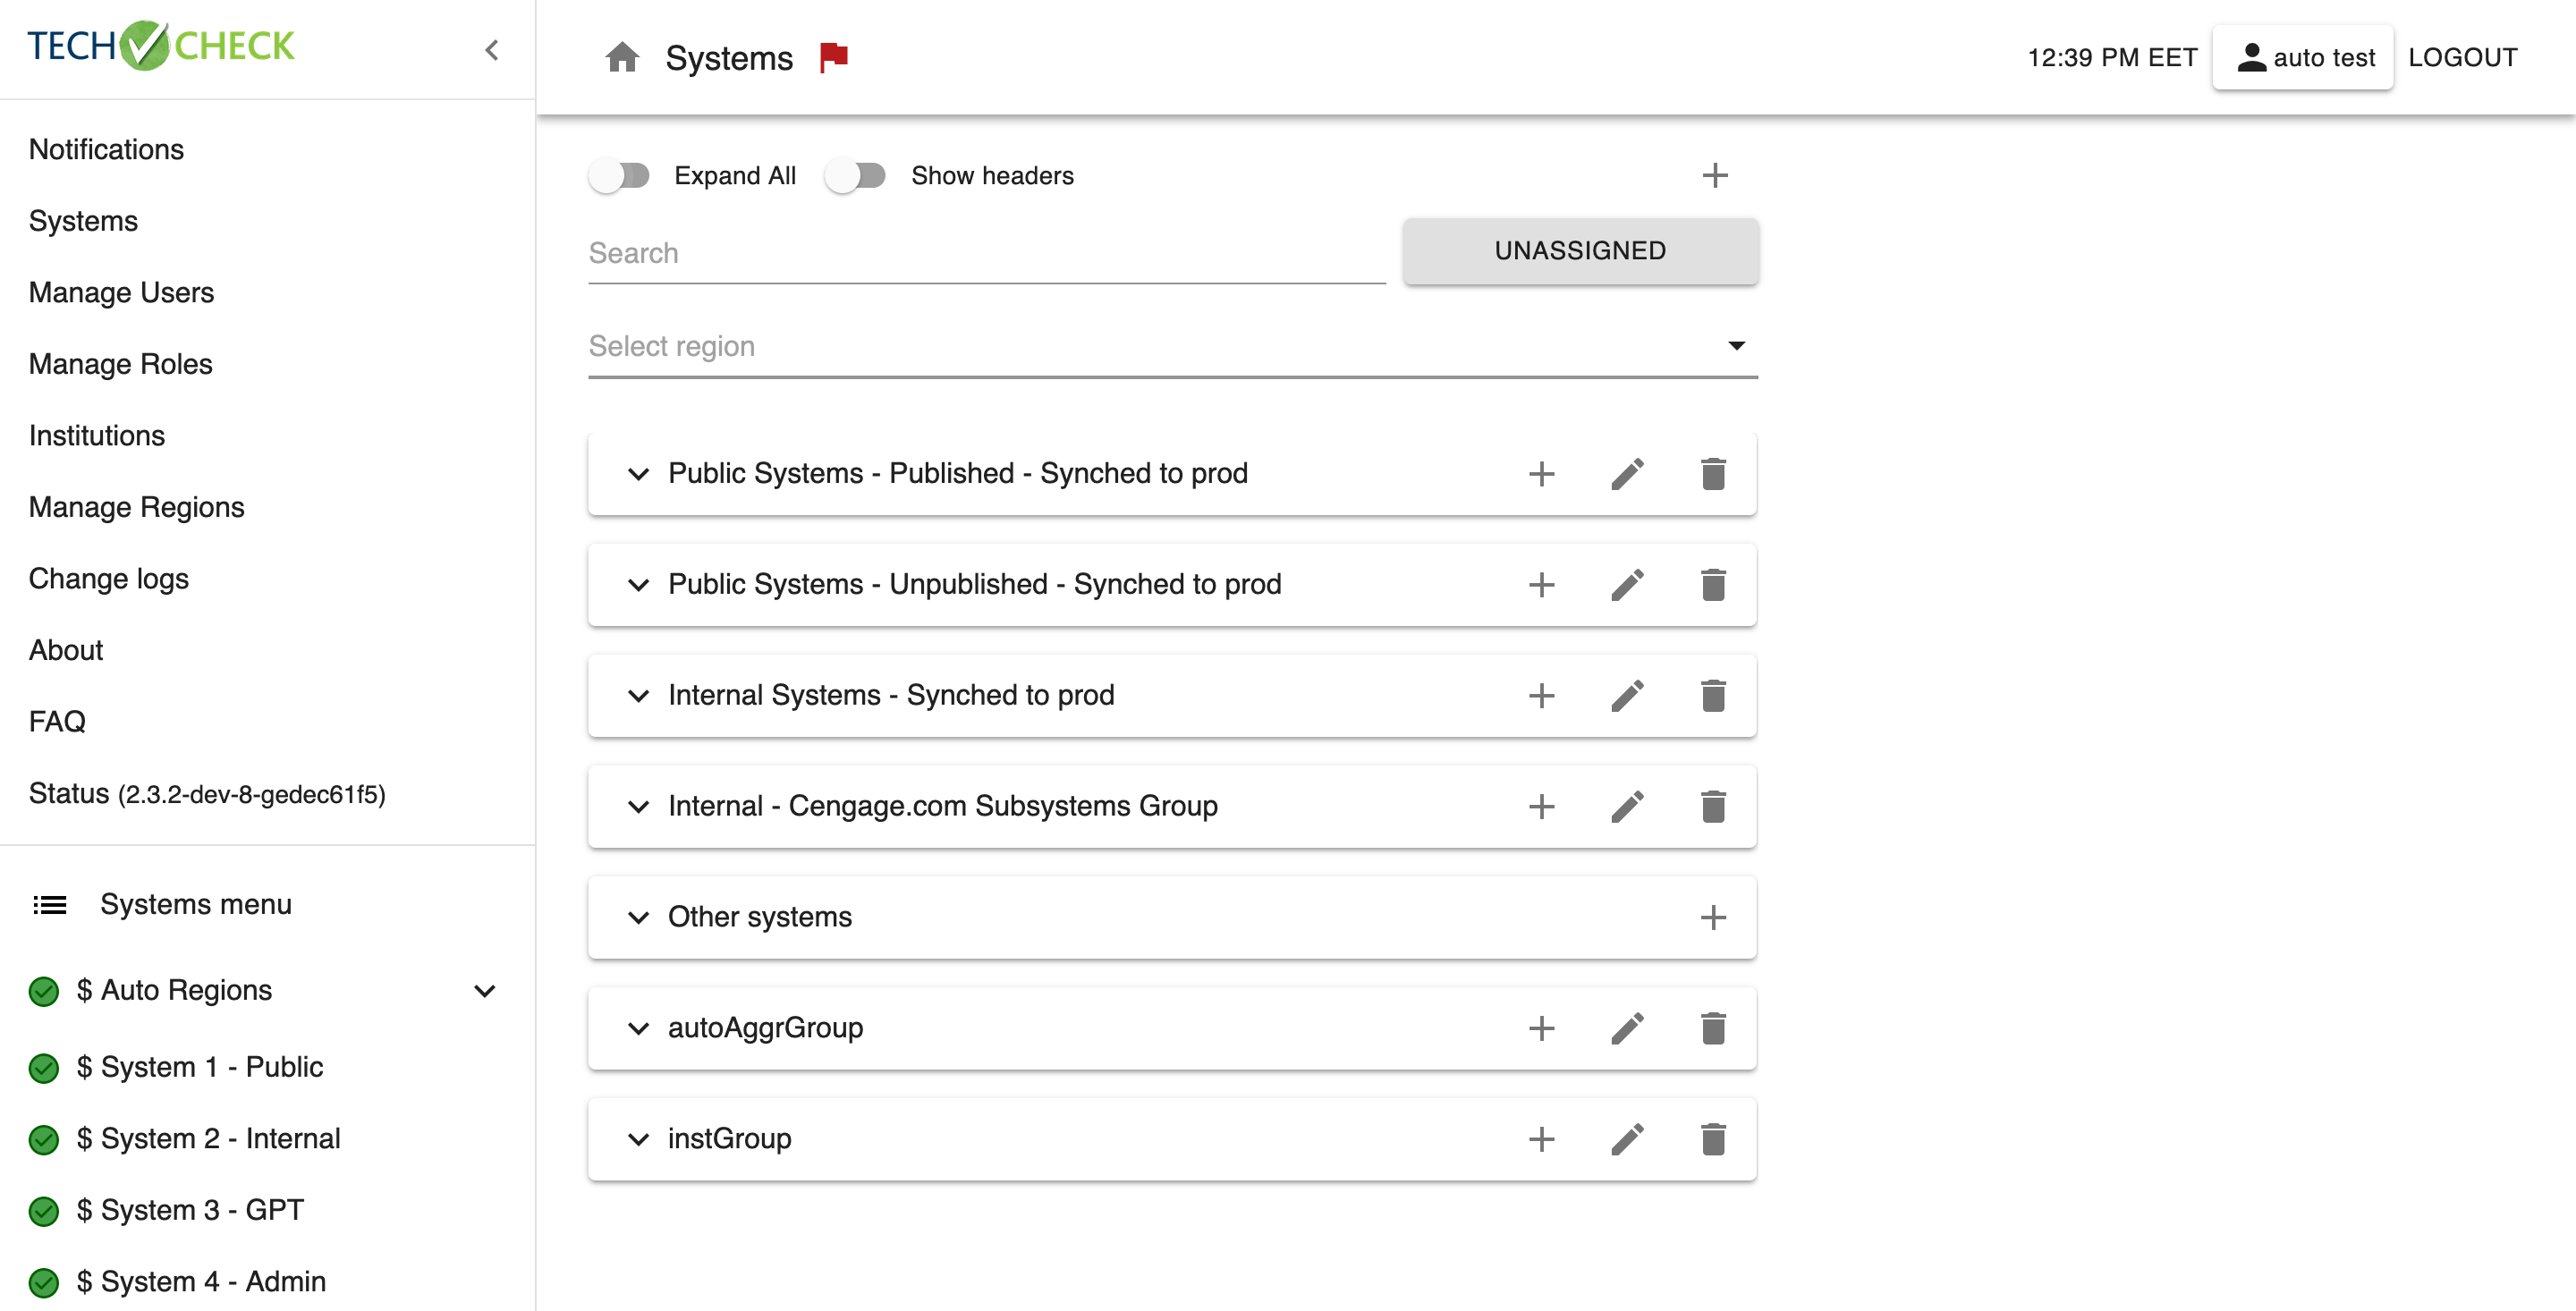 TECH CHECK
Notifications
Systems
Manage Users
Manage Roles
Institutions
Manage Regions
Change logs
About
FAQ
Status (2.3.2-dev-8-gedec61f5)
Systems menu
$ Auto Regions
$ System 1 - Public
$ System 2 - Internal
$ System 3 - GPT
$ System 4 - Admin
Systems
12:39 PM EET
auto test
LOGOUT
Expand All
Show headers
Search
UNASSIGNED
Select region
Public Systems - Published - Synched to prod
Public Systems - Unpublished - Synched to prod
Internal Systems - Synched to prod
Internal - Cengage.com Subsystems Group
Other systems
autoAggrGroup
instGroup